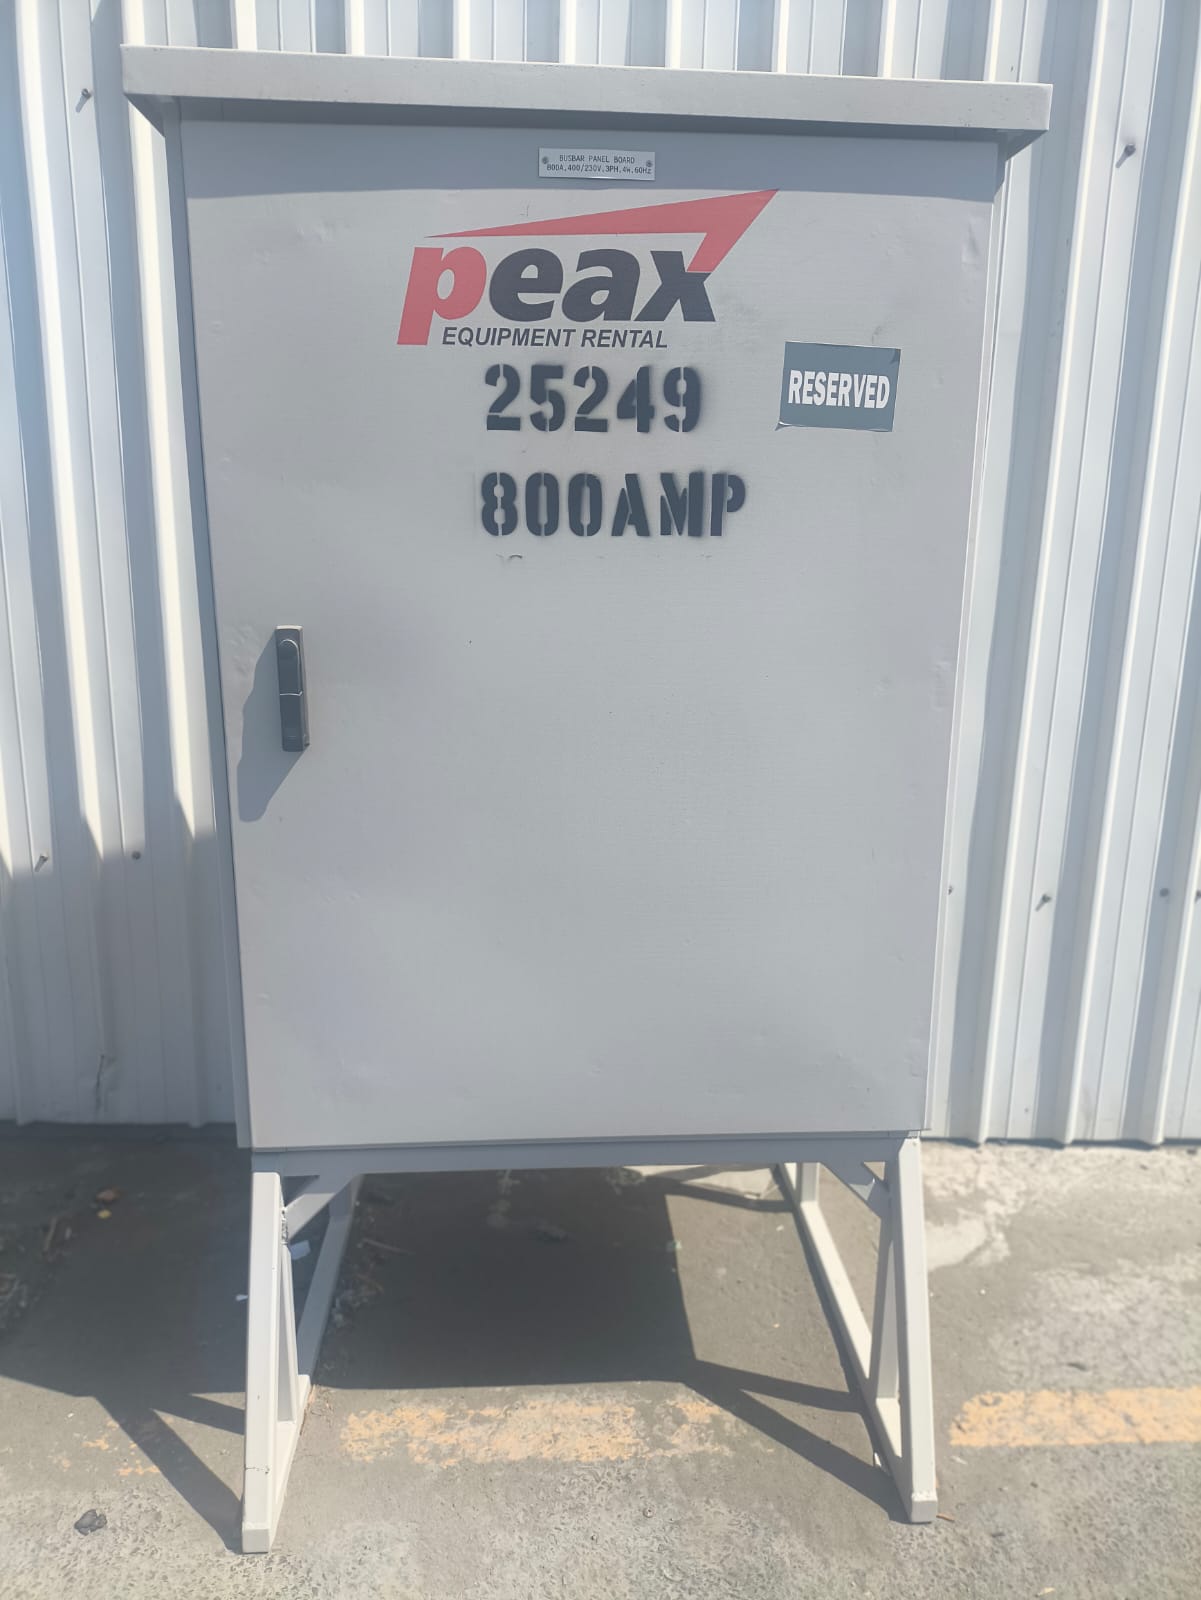 BUSBAR PANEL BOARD
800A,400/230V,3PH,4W,60Hz
peax
EQUIPMENT RENTAL
25249
RESERVED
800AMP